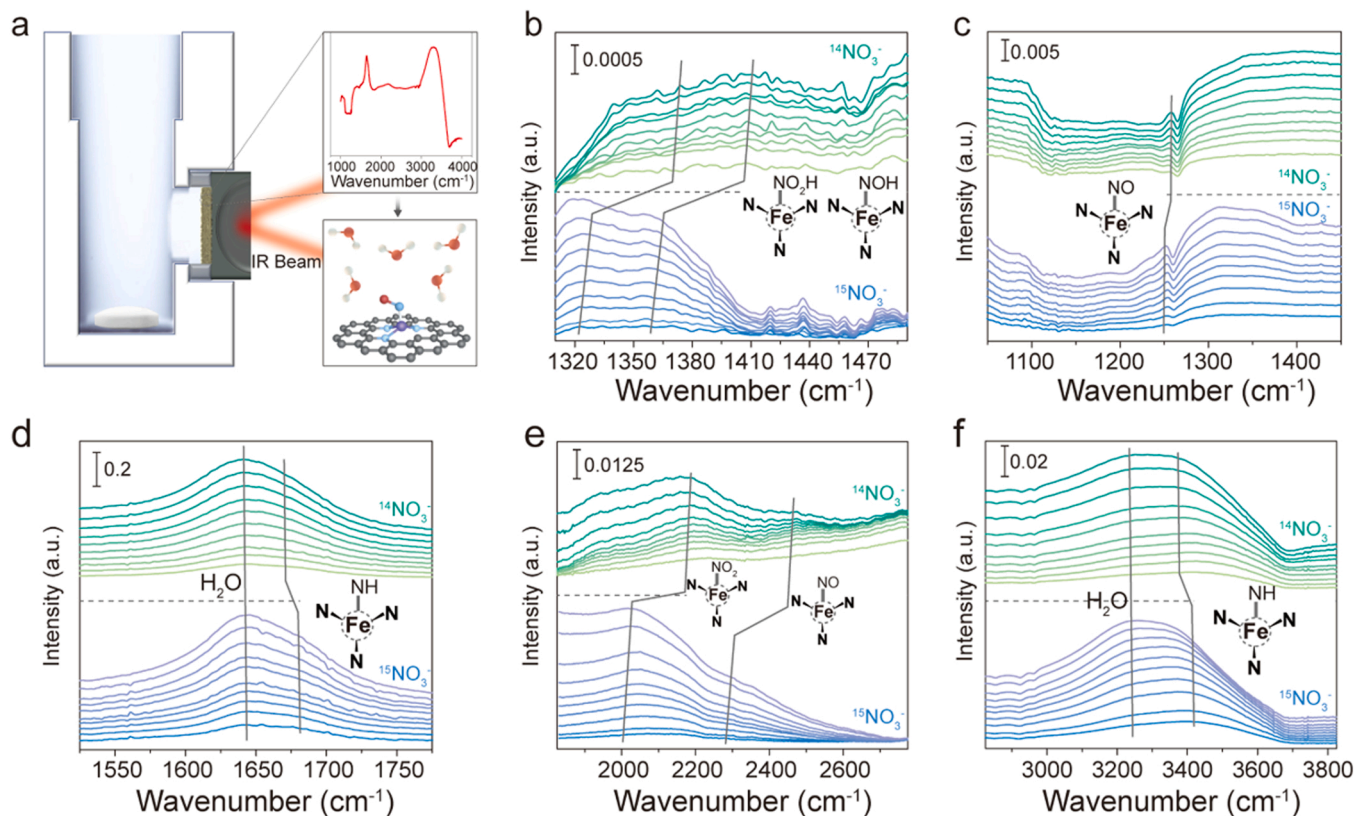 a
1000 2000 3000 4000
Wavenumber (cm⁻¹)
IR Beam
b
0.0005
¹⁴NO₃⁻
NO₂H
N Fe N
N
NOH
N Fe N
N
¹⁵NO₃⁻
Intensity (a.u.)
1320 1350 1380 1410 1440 1470
Wavenumber (cm⁻¹)
c
0.005
¹⁴NO₃⁻
¹⁵NO₃⁻
NO
N Fe N
N
Intensity (a.u.)
1100 1200 1300 1400
Wavenumber (cm⁻¹)
d
0.2
¹⁴NO₃⁻
H₂O
NH
N Fe N
N
¹⁵NO₃⁻
Intensity (a.u.)
1550 1600 1650 1700 1750
Wavenumber (cm⁻¹)
e
0.0125
¹⁴NO₃⁻
NO₂
N Fe N
N
NO
N Fe N
N
¹⁵NO₃⁻
Intensity (a.u.)
2000 2200 2400 2600
Wavenumber (cm⁻¹)
f
0.02
¹⁴NO₃⁻
H₂O
NH
N Fe N
N
¹⁵NO₃⁻
Intensity (a.u.)
3000 3200 3400 3600 3800
Wavenumber (cm⁻¹)